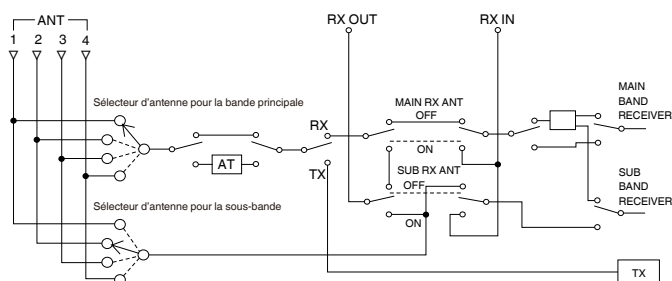 ANT
1 2 3 4
RX OUT
RX IN
Sélecteur d'antenne pour la bande principale
MAIN RX ANT
OFF
MAIN
BAND
RECEIVER
RX
AT
ON
TX
SUB RX ANT
OFF
SUB
BAND
RECEIVER
Sélecteur d'antenne pour la sous-bande
ON
TX